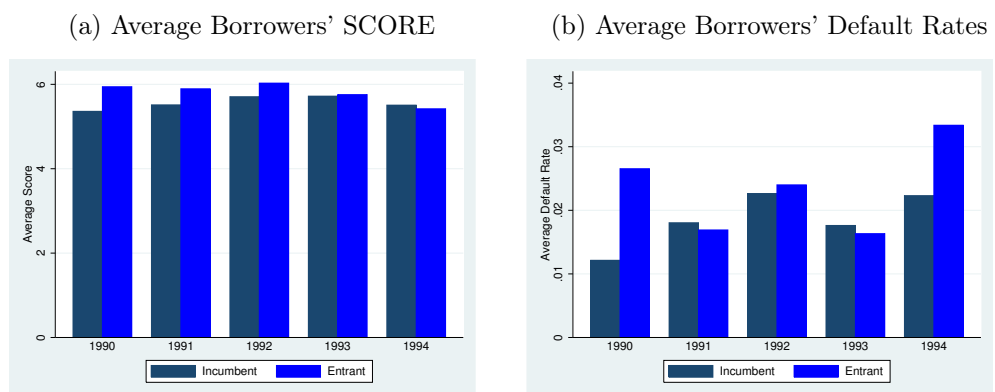 (a) Average Borrowers' SCORE
Average Score
0
2
4
6
1990
1991
1992
1993
1994
Incumbent
Entrant
(b) Average Borrowers' Default Rates
Average Default Rate
0
.01
.02
.03
.04
1990
1991
1992
1993
1994
Incumbent
Entrant